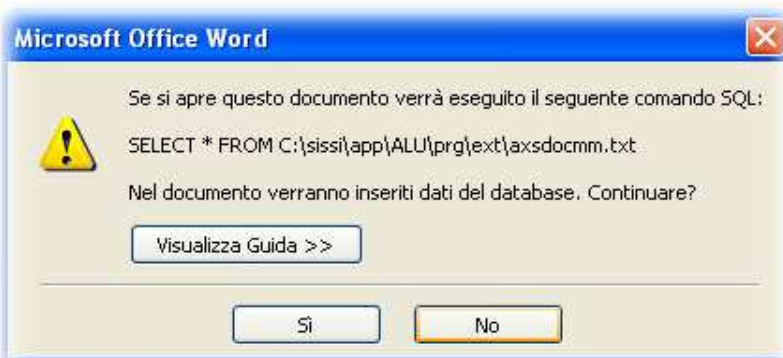 Microsoft Office Word
Se si apre questo documento verrà eseguito il seguente comando SQL:
SELECT * FROM C:\sissi\app\ALU\prg\ext\axsdocmm.txt
Nel documento verranno inseriti dati del database. Continuare?
Visualizza Guida >>
Sì
No